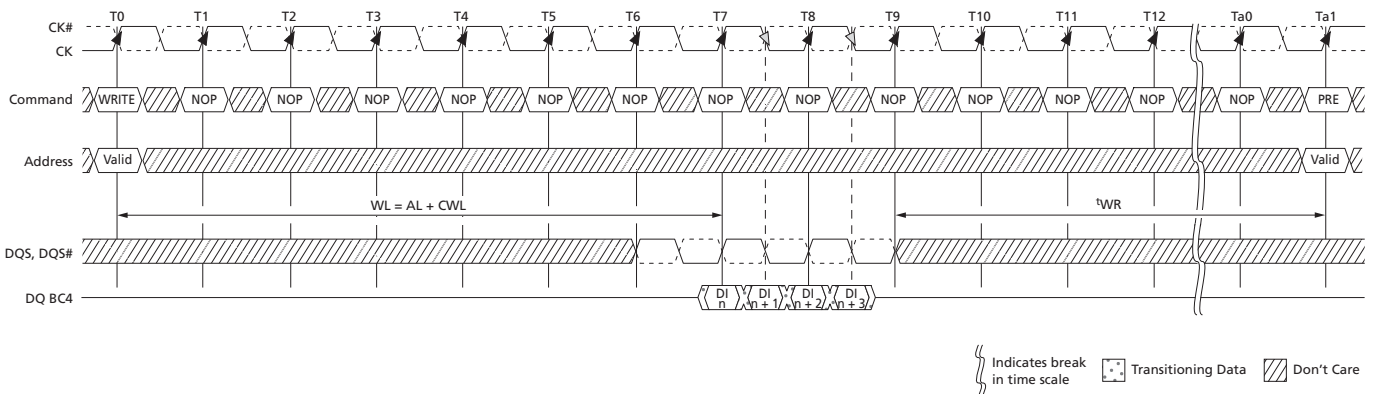 T0 T1 T2 T3 T4 T5 T6 T7 T8 T9 T10 T11 T12 Ta0 Ta1
CK#
CK
Command WRITE NOP NOP NOP NOP NOP NOP NOP NOP NOP NOP NOP NOP NOP PRE
Address Valid Valid
WL = AL + CWL tWR
DQS, DQS#
DQ BC4 DI n DI n + 1 DI n + 2 DI n + 3
Indicates break
in time scale
Transitioning Data
Don't Care